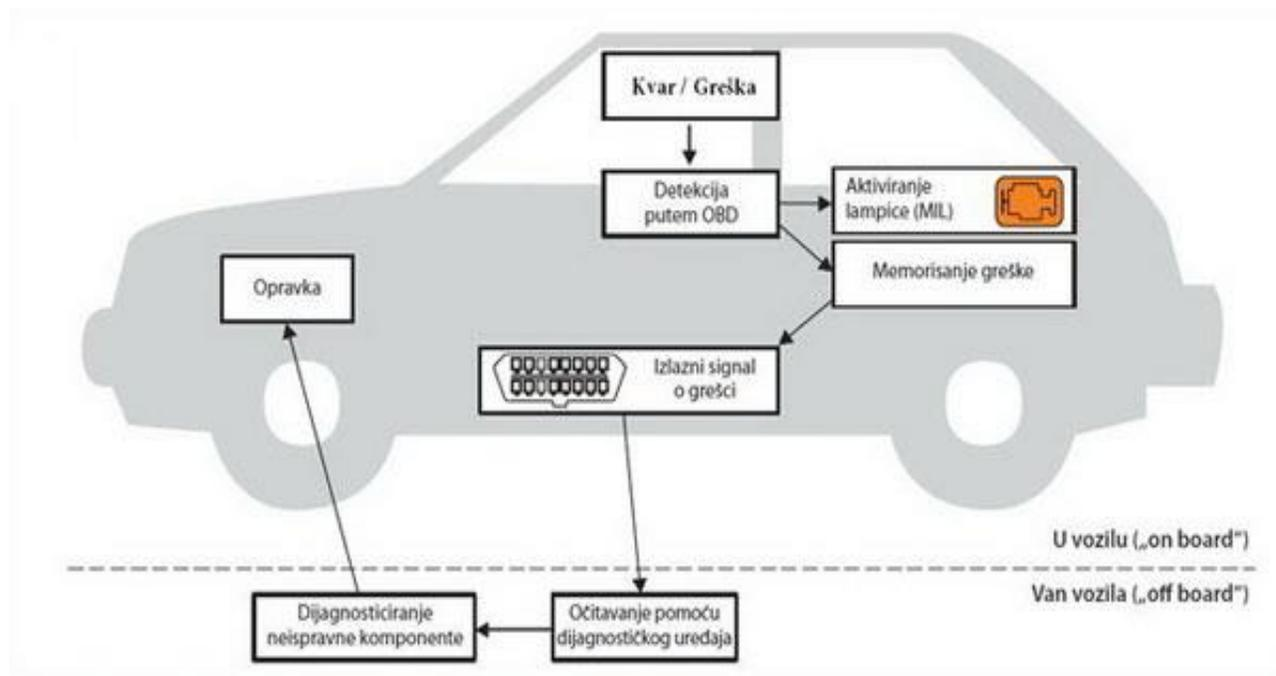 Kvar / Greška
Detekcija
putem OBD
Aktiviranje
lampice (MIL)
Memorisanje greške
Opravka
Izlazni signal
o grešci
U vozilu („on board“)
Van vozila („off board“)
Dijagnosticiranje
neispravne komponente
Očitavanje pomoću
dijagnostičkog uređaja